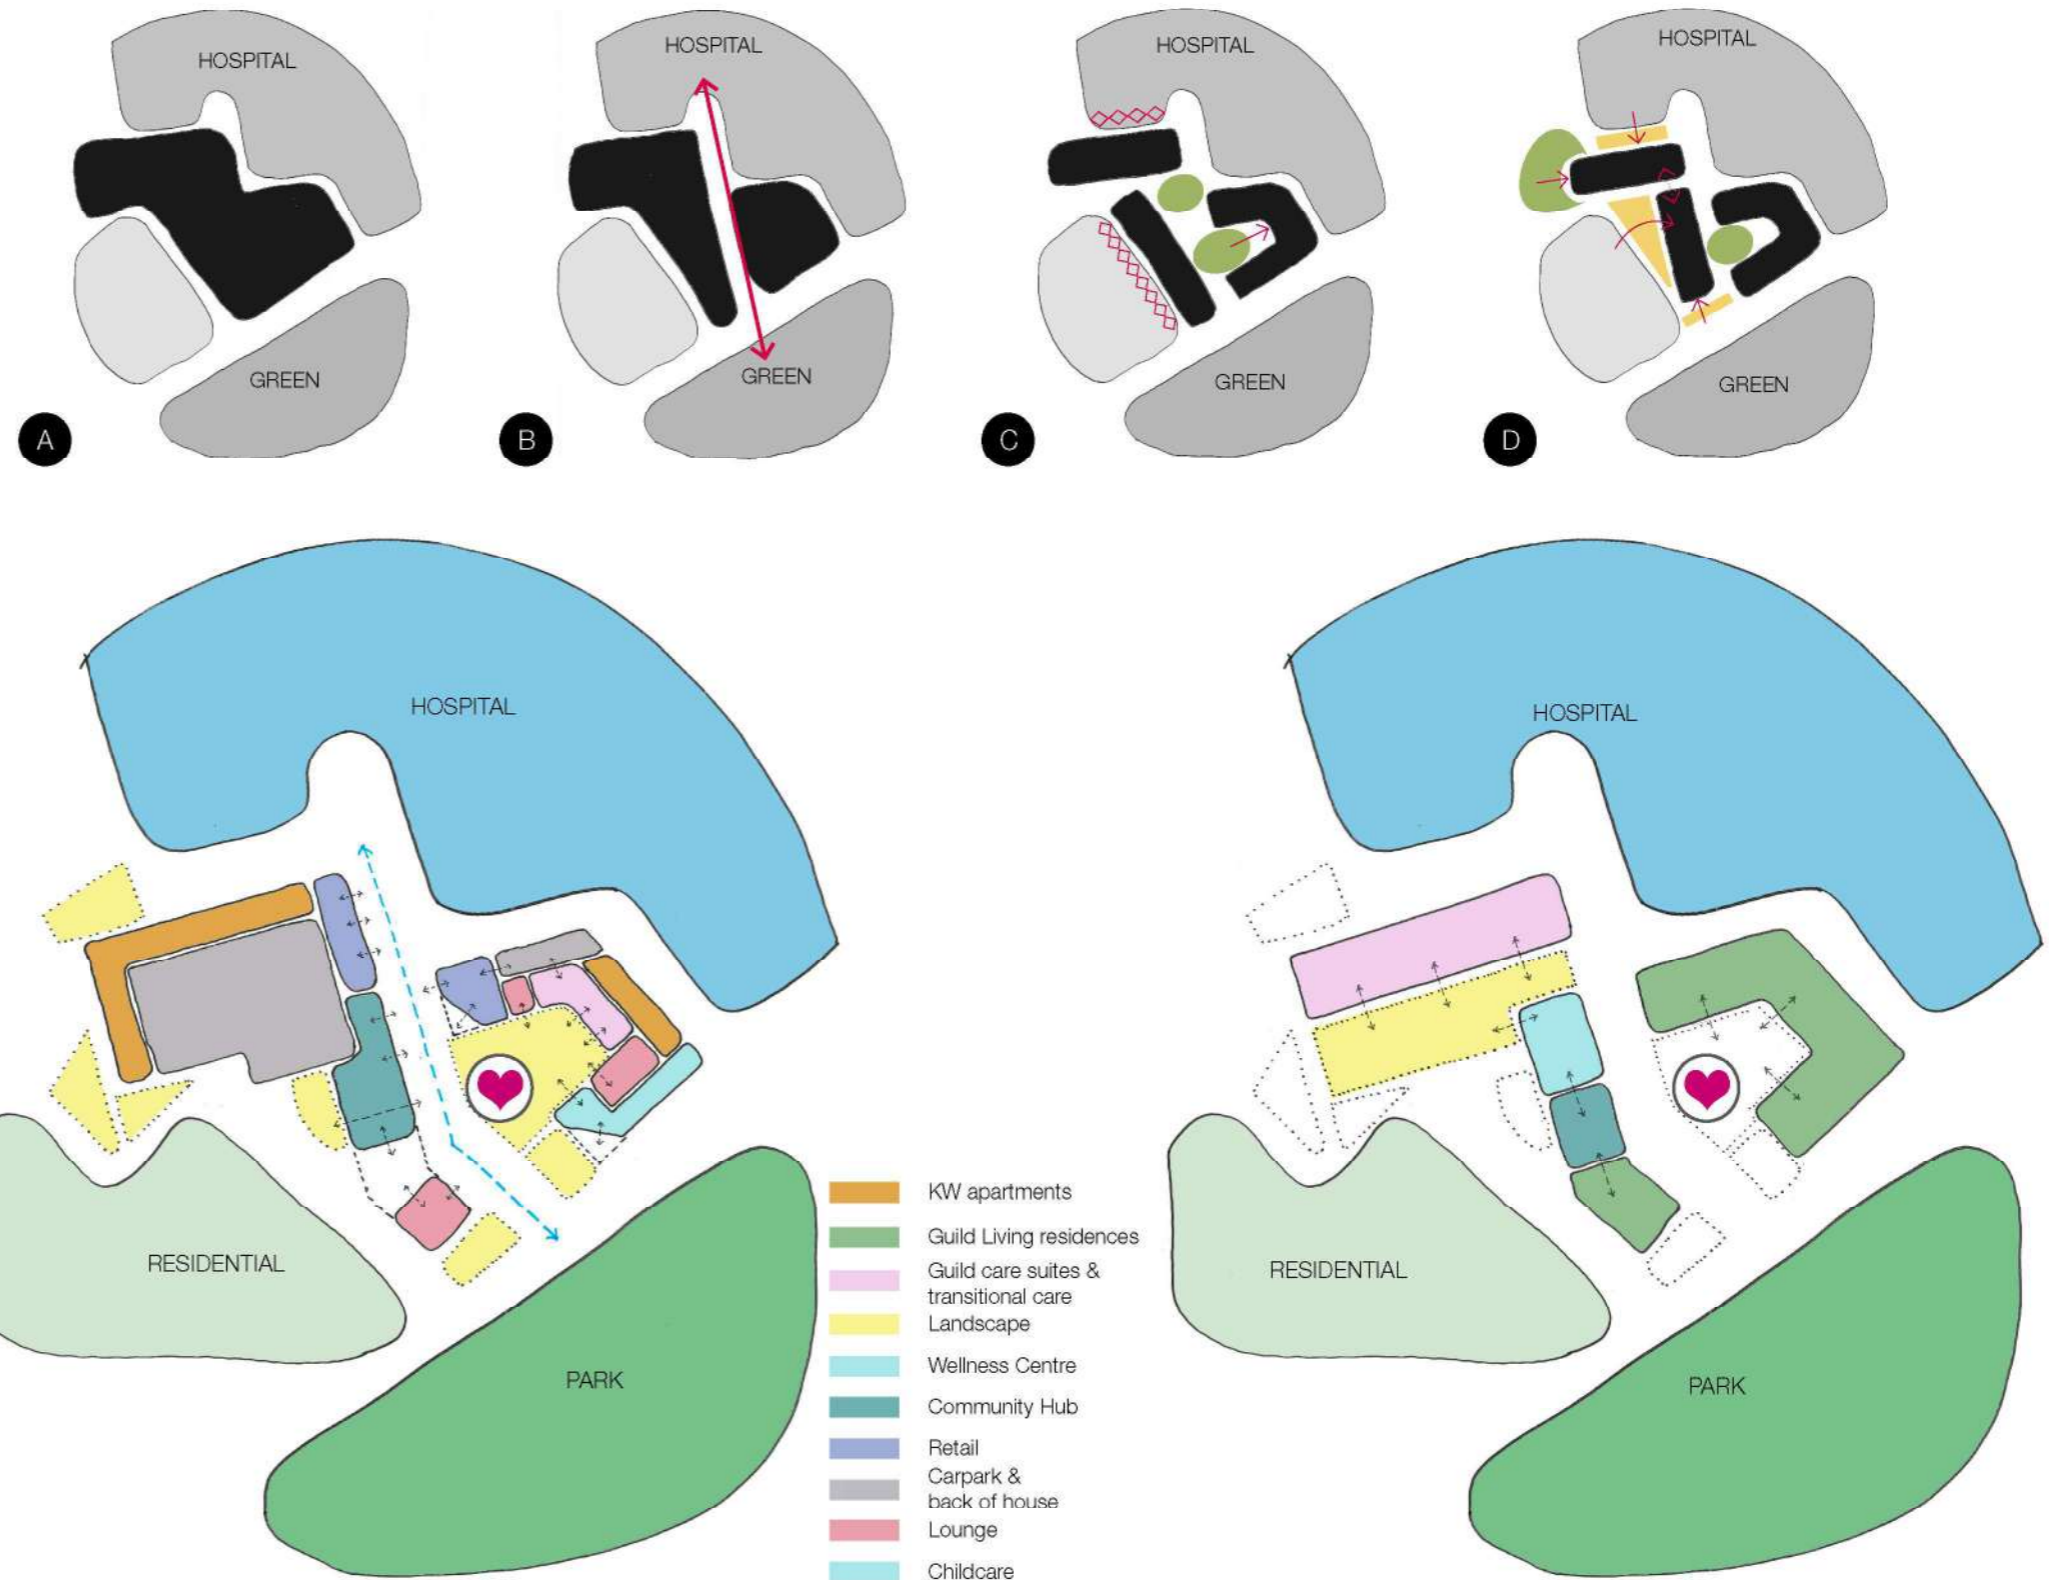 HOSPITAL
GREEN
A
HOSPITAL
GREEN
B
HOSPITAL
GREEN
C
HOSPITAL
GREEN
D
HOSPITAL
RESIDENTIAL
PARK
KW apartments
Guild Living residences
Guild care suites &
transitional care
Landscape
Wellness Centre
Community Hub
Retail
Carpark &
back of house
Lounge
Childcare
HOSPITAL
RESIDENTIAL
PARK